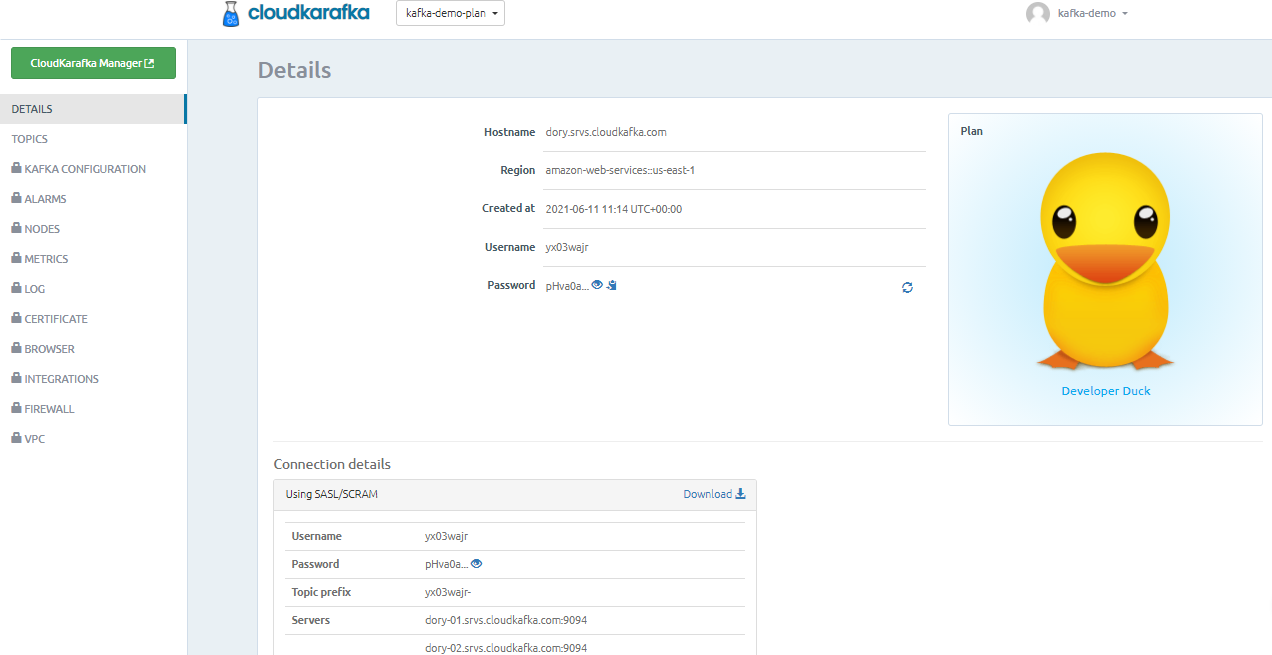 cloudkarafka
kafka-demo-plan
kafka-demo
CloudKarafka Manager
DETAILS
TOPICS
KAFKA CONFIGURATION
ALARMS
NODES
METRICS
LOG
CERTIFICATE
BROWSER
INTEGRATIONS
FIREWALL
VPC
Details
Hostname dory.srvs.cloudkafka.com
Region amazon-web-services::us-east-1
Created at 2021-06-11 11:14 UTC+00:00
Username yx03wajr
Password pHva0a...
Plan
Developer Duck
Connection details
Using SASL/SCRAM Download
Username yx03wajr
Password pHva0a...
Topic prefix yx03wajr-
Servers dory-01.srvs.cloudkafka.com:9094
dory-02.srvs.cloudkafka.com:9094